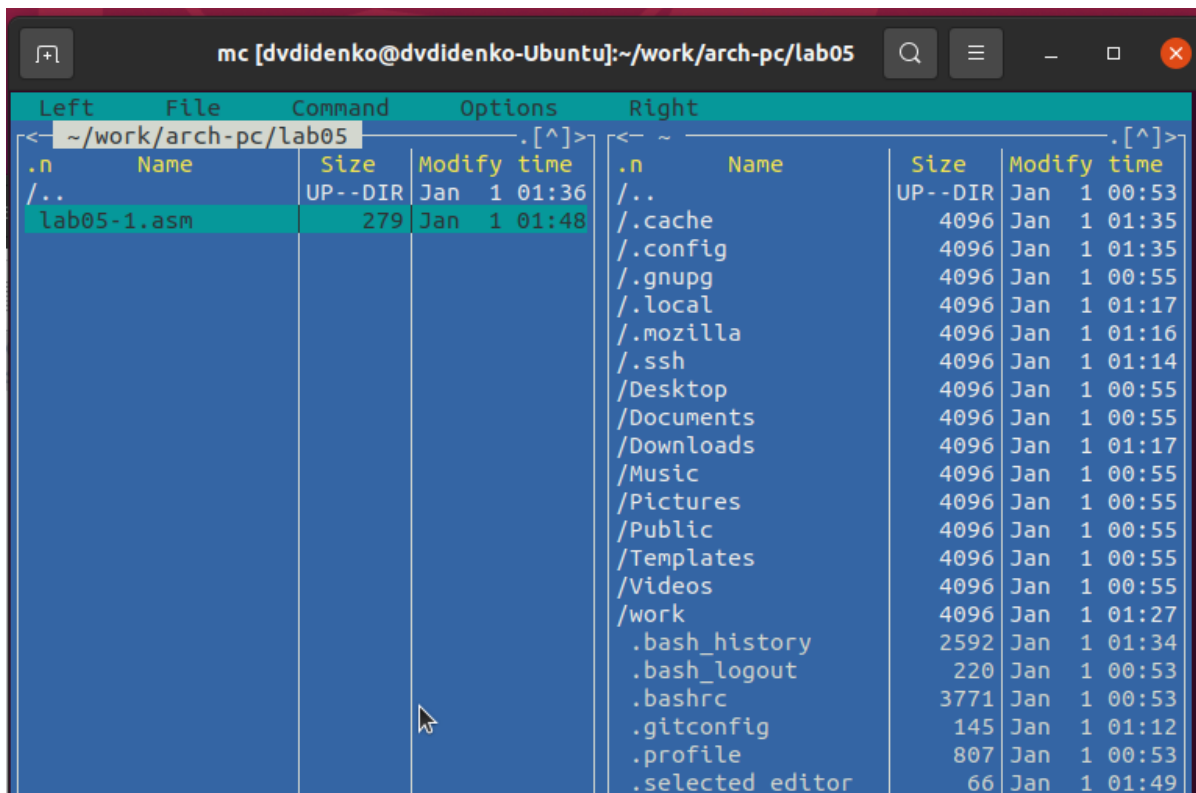 mc [dvdidenko@dvdidenko-Ubuntu]:~/work/arch-pc/lab05
Left File Command Options Right
<- ~/work/arch-pc/lab05 .[^]>
.n Name Size Modify time
/.. UP--DIR Jan 1 01:36
lab05-1.asm 279 Jan 1 01:48
<- ~ .[^]>
.n Name Size Modify time
/.. UP--DIR Jan 1 00:53
/.cache 4096 Jan 1 01:35
/.config 4096 Jan 1 01:35
/.gnupg 4096 Jan 1 00:55
/.local 4096 Jan 1 01:17
/.mozilla 4096 Jan 1 01:16
/.ssh 4096 Jan 1 01:14
/Desktop 4096 Jan 1 00:55
/Documents 4096 Jan 1 00:55
/Downloads 4096 Jan 1 01:17
/Music 4096 Jan 1 00:55
/Pictures 4096 Jan 1 00:55
/Public 4096 Jan 1 00:55
/Templates 4096 Jan 1 00:55
/Videos 4096 Jan 1 00:55
/work 4096 Jan 1 01:27
.bash_history 2592 Jan 1 01:34
.bash_logout 220 Jan 1 00:53
.bashrc 3771 Jan 1 00:53
.gitconfig 145 Jan 1 01:12
.profile 807 Jan 1 00:53
.selected_editor 66 Jan 1 01:49